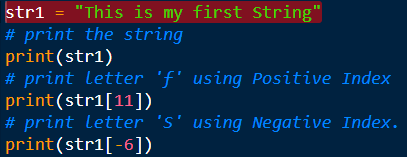 str1 = "This is my first String"
# print the string
print(str1)
# print letter 'f' using Positive Index
print(str1[11])
# print letter 'S' using Negative Index.
print(str1[-6])